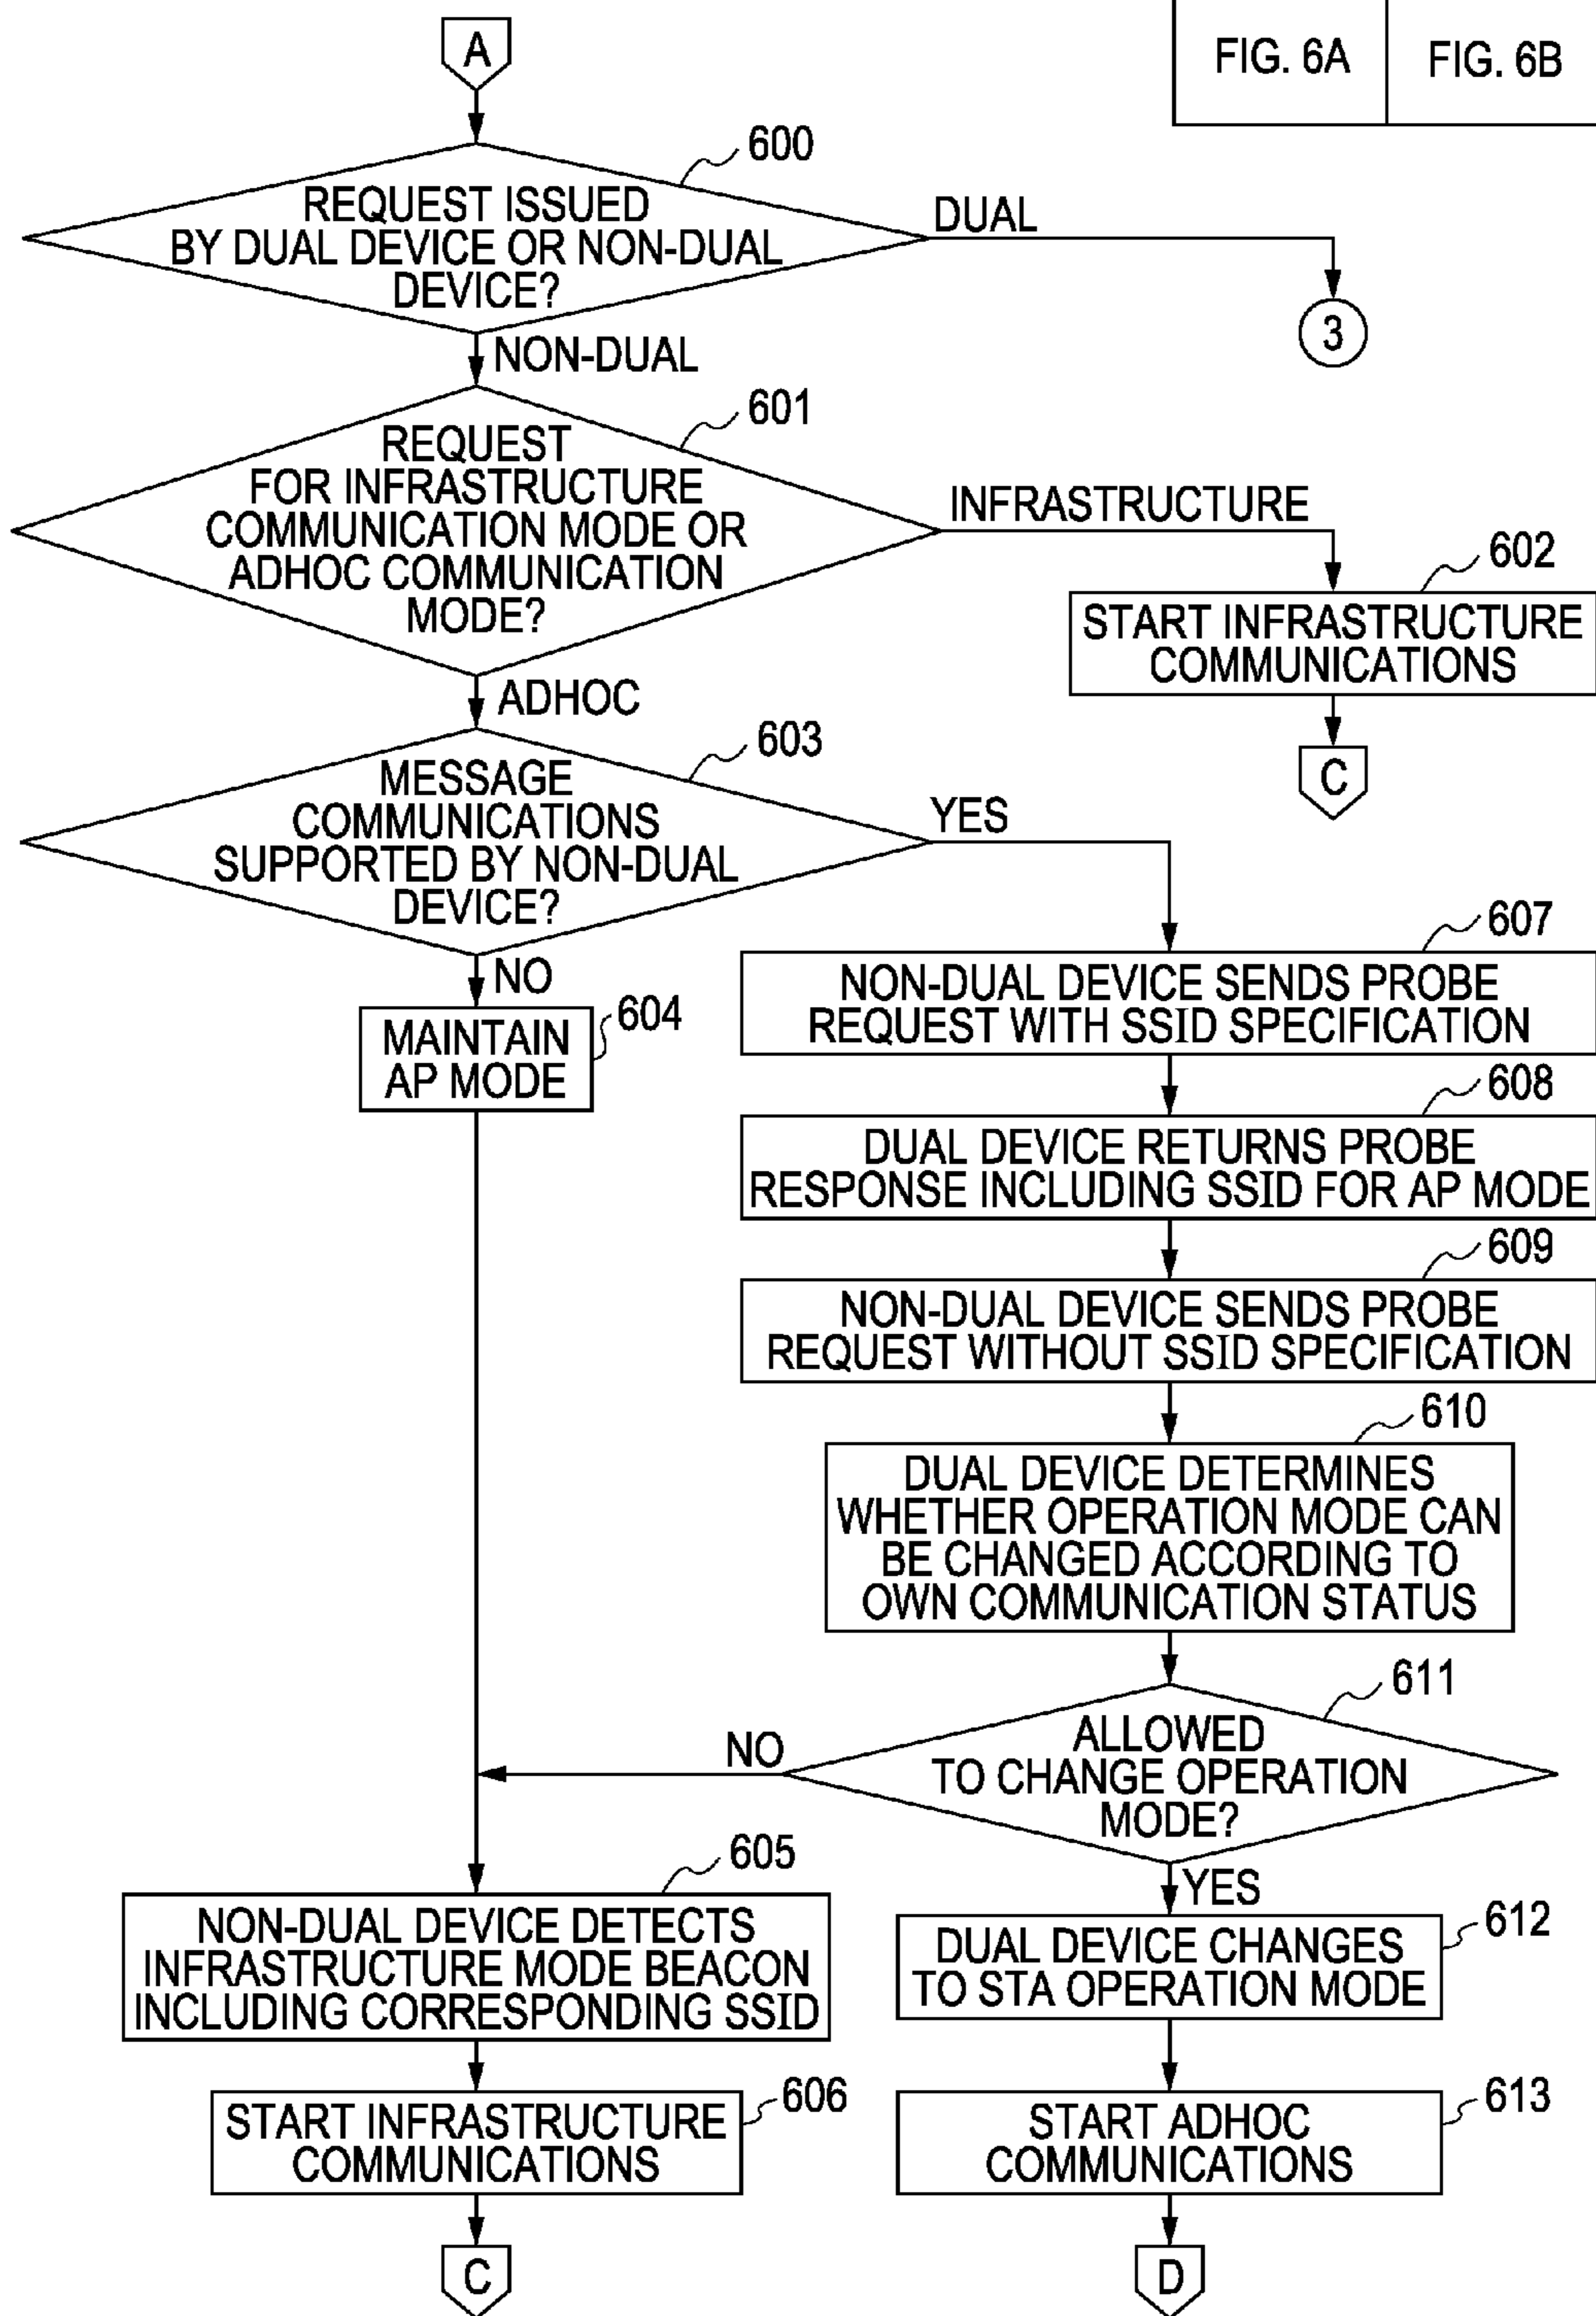 FIG. 6A
FIG. 6B
A
600
REQUEST ISSUED
BY DUAL DEVICE OR NON-DUAL
DEVICE?
DUAL
3
NON-DUAL
601
REQUEST
FOR INFRASTRUCTURE
COMMUNICATION MODE OR
ADHOC COMMUNICATION
MODE?
INFRASTRUCTURE
602
START INFRASTRUCTURE
COMMUNICATIONS
C
ADHOC
603
MESSAGE
COMMUNICATIONS
SUPPORTED BY NON-DUAL
DEVICE?
YES
NO
604
MAINTAIN
AP MODE
607
NON-DUAL DEVICE SENDS PROBE
REQUEST WITH SSID SPECIFICATION
608
DUAL DEVICE RETURNS PROBE
RESPONSE INCLUDING SSID FOR AP MODE
609
NON-DUAL DEVICE SENDS PROBE
REQUEST WITHOUT SSID SPECIFICATION
610
DUAL DEVICE DETERMINES
WHETHER OPERATION MODE CAN
BE CHANGED ACCORDING TO
OWN COMMUNICATION STATUS
611
ALLOWED
TO CHANGE OPERATION
MODE?
NO
YES
605
NON-DUAL DEVICE DETECTS
INFRASTRUCTURE MODE BEACON
INCLUDING CORRESPONDING SSID
612
DUAL DEVICE CHANGES
TO STA OPERATION MODE
606
START INFRASTRUCTURE
COMMUNICATIONS
613
START ADHOC
COMMUNICATIONS
C
D